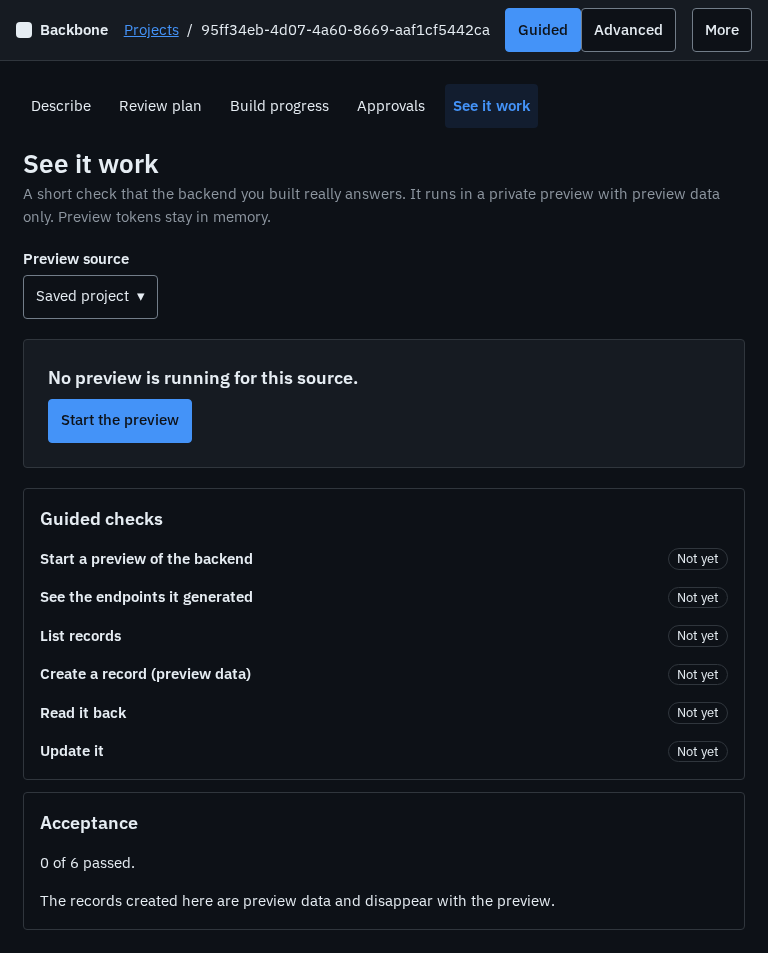 Backbone Projects / 95ff34eb-4d07-4a60-8669-aaf1cf5442ca Guided Advanced More
Describe Review plan Build progress Approvals See it work
See it work
A short check that the backend you built really answers. It runs in a private preview with preview data
only. Preview tokens stay in memory.
Preview source
Saved project ▾
No preview is running for this source.
Start the preview
Guided checks
Start a preview of the backend Not yet
See the endpoints it generated Not yet
List records Not yet
Create a record (preview data) Not yet
Read it back Not yet
Update it Not yet
Acceptance
0 of 6 passed.
The records created here are preview data and disappear with the preview.